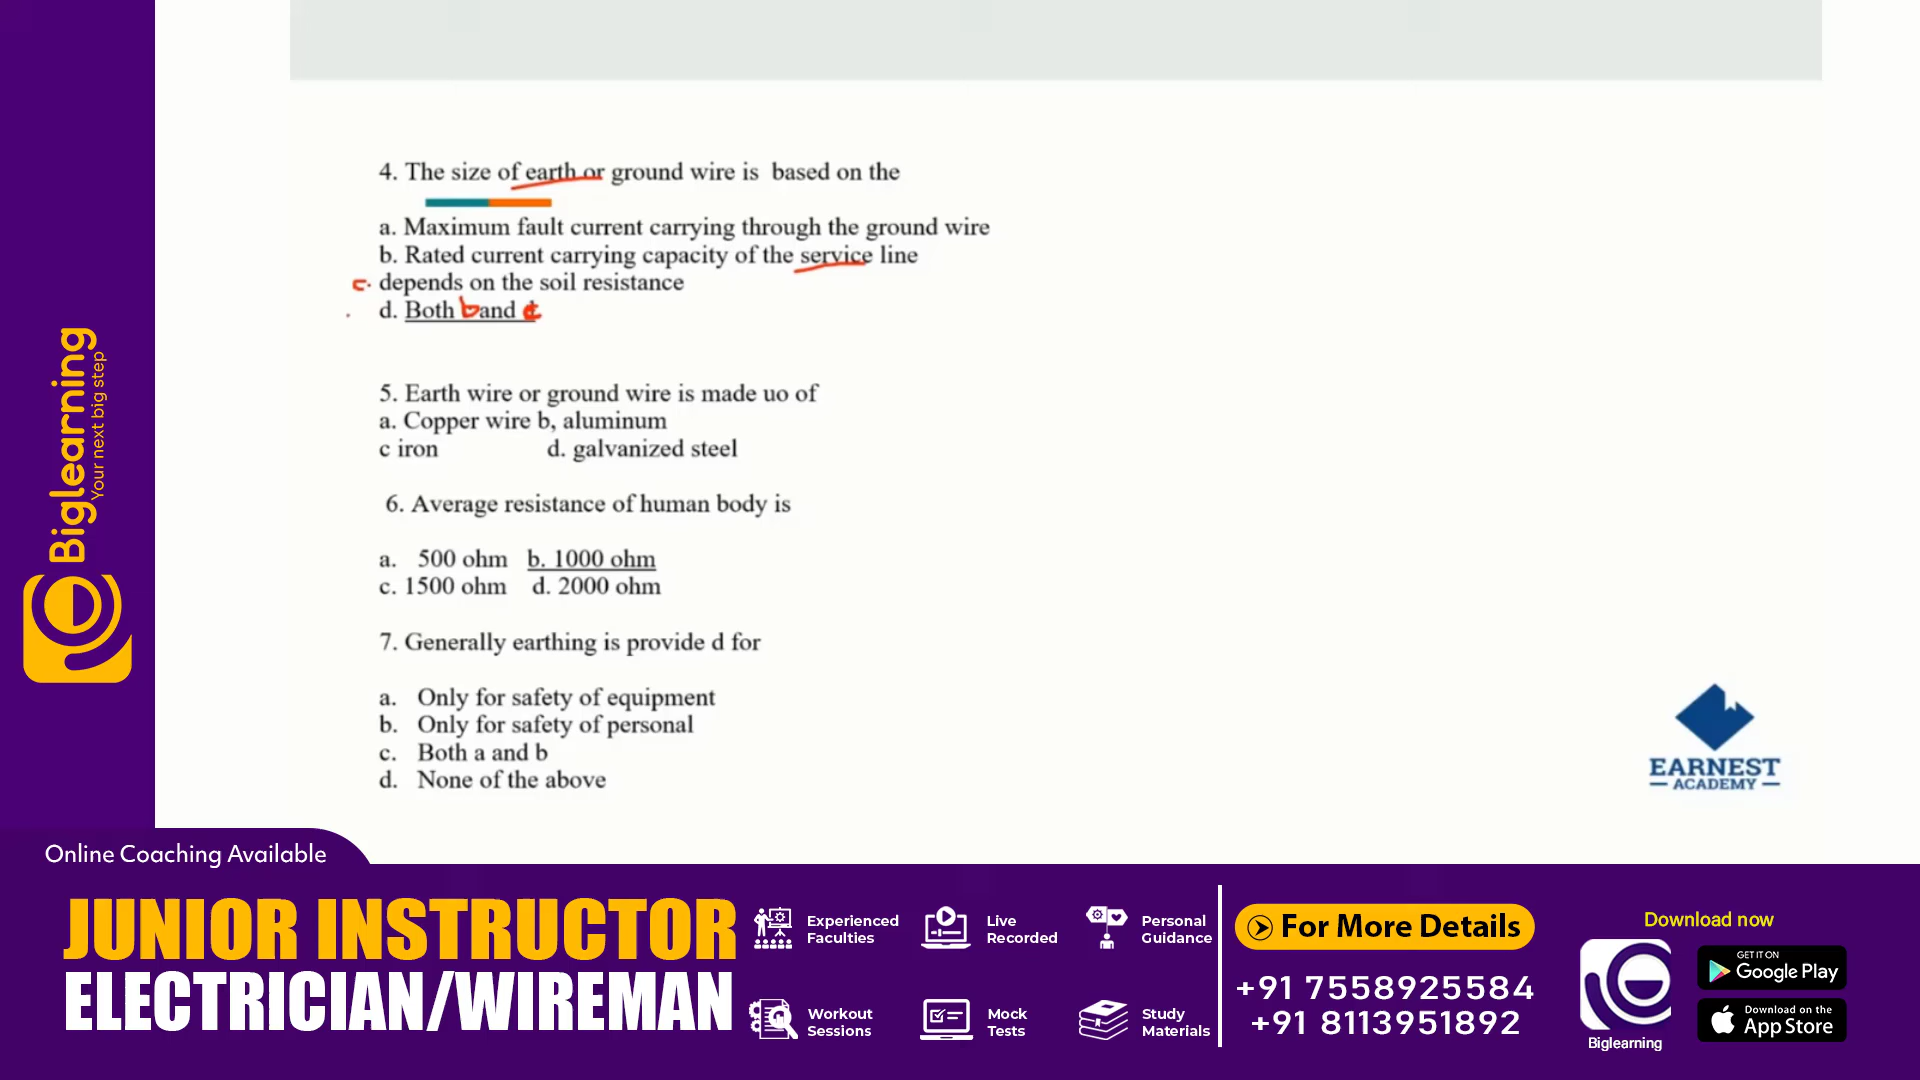 4. The size of earth or ground wire is  based on the
a. Maximum fault current carrying through the ground wire
b. Rated current carrying capacity of the service line
c. depends on the soil resistance
d. Both b and c
5. Earth wire or ground wire is made uo of
a. Copper wire b, aluminum
c iron d. galvanized steel
6. Average resistance of human body is
a. 500 ohm b. 1000 ohm
c. 1500 ohm d. 2000 ohm
7. Generally earthing is provide d for
a. Only for safety of equipment
b. Only for safety of personal
c. Both a and b
d. None of the above
Biglearning
Your next big step
EARNEST
ACADEMY
Online Coaching Available
JUNIOR INSTRUCTOR
ELECTRICIAN/WIREMAN
Experienced
Faculties
Live
Recorded
Personal
Guidance
Workout
Sessions
Mock
Tests
Study
Materials
For More Details
+91 7558925584
+91 8113951892
Download now
Biglearning
GET IT ON
Google Play
Download on the
App Store